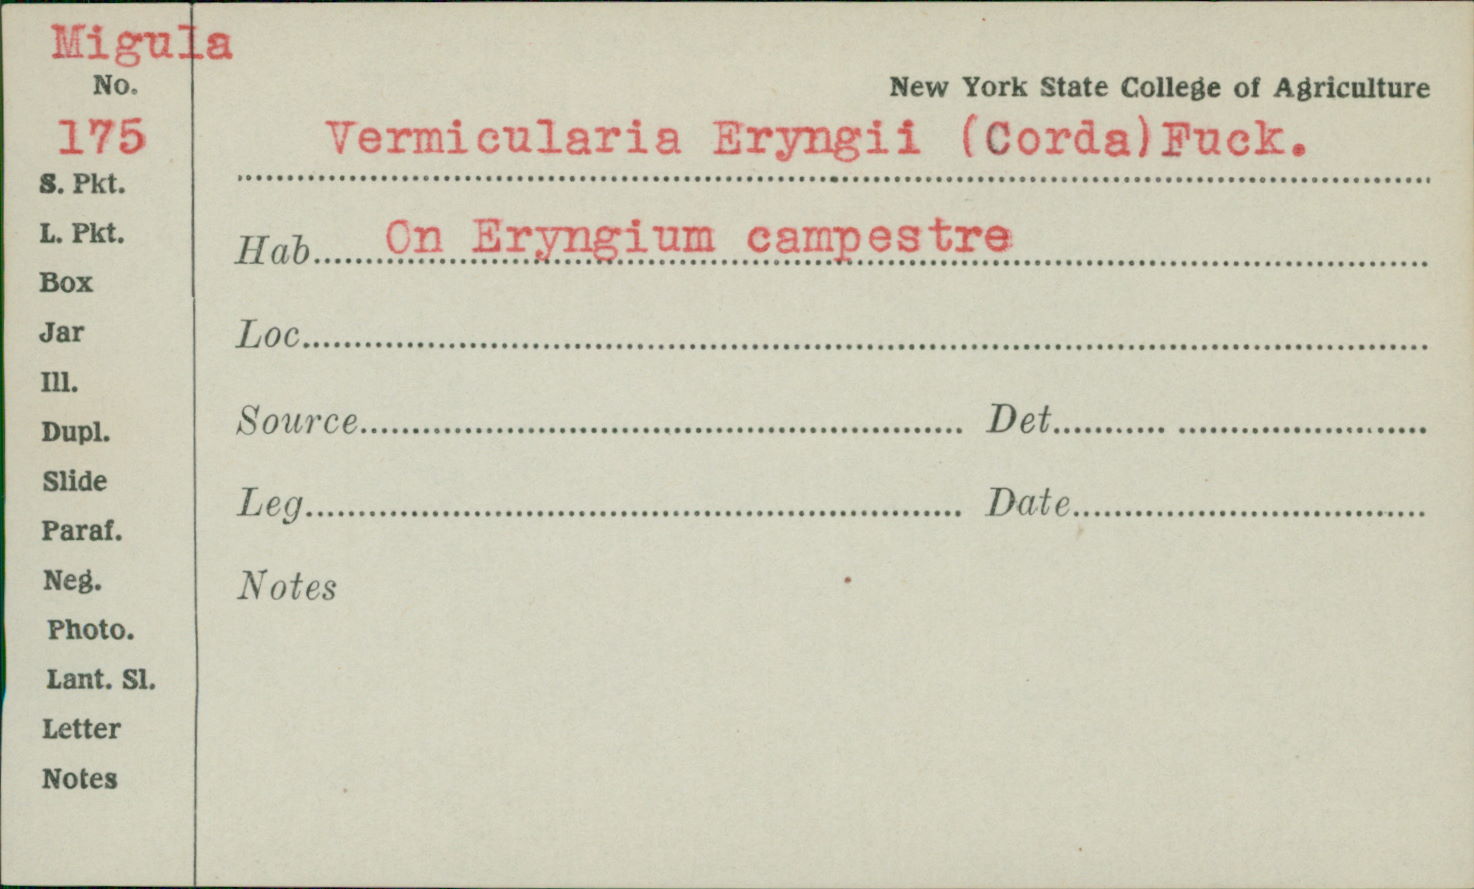 Migula
No.
175
S. Pkt.
L. Pkt.
Box
Jar
Ill.
Dupl.
Slide
Paraf.
Neg.
Photo.
Lant. Sl.
Letter
Notes
New York State College of Agriculture
Vermicularia Eryngii (Corda)Fuck.
Hab. On Eryngium campestre
Loc.
Source Det.
Leg. Date
Notes